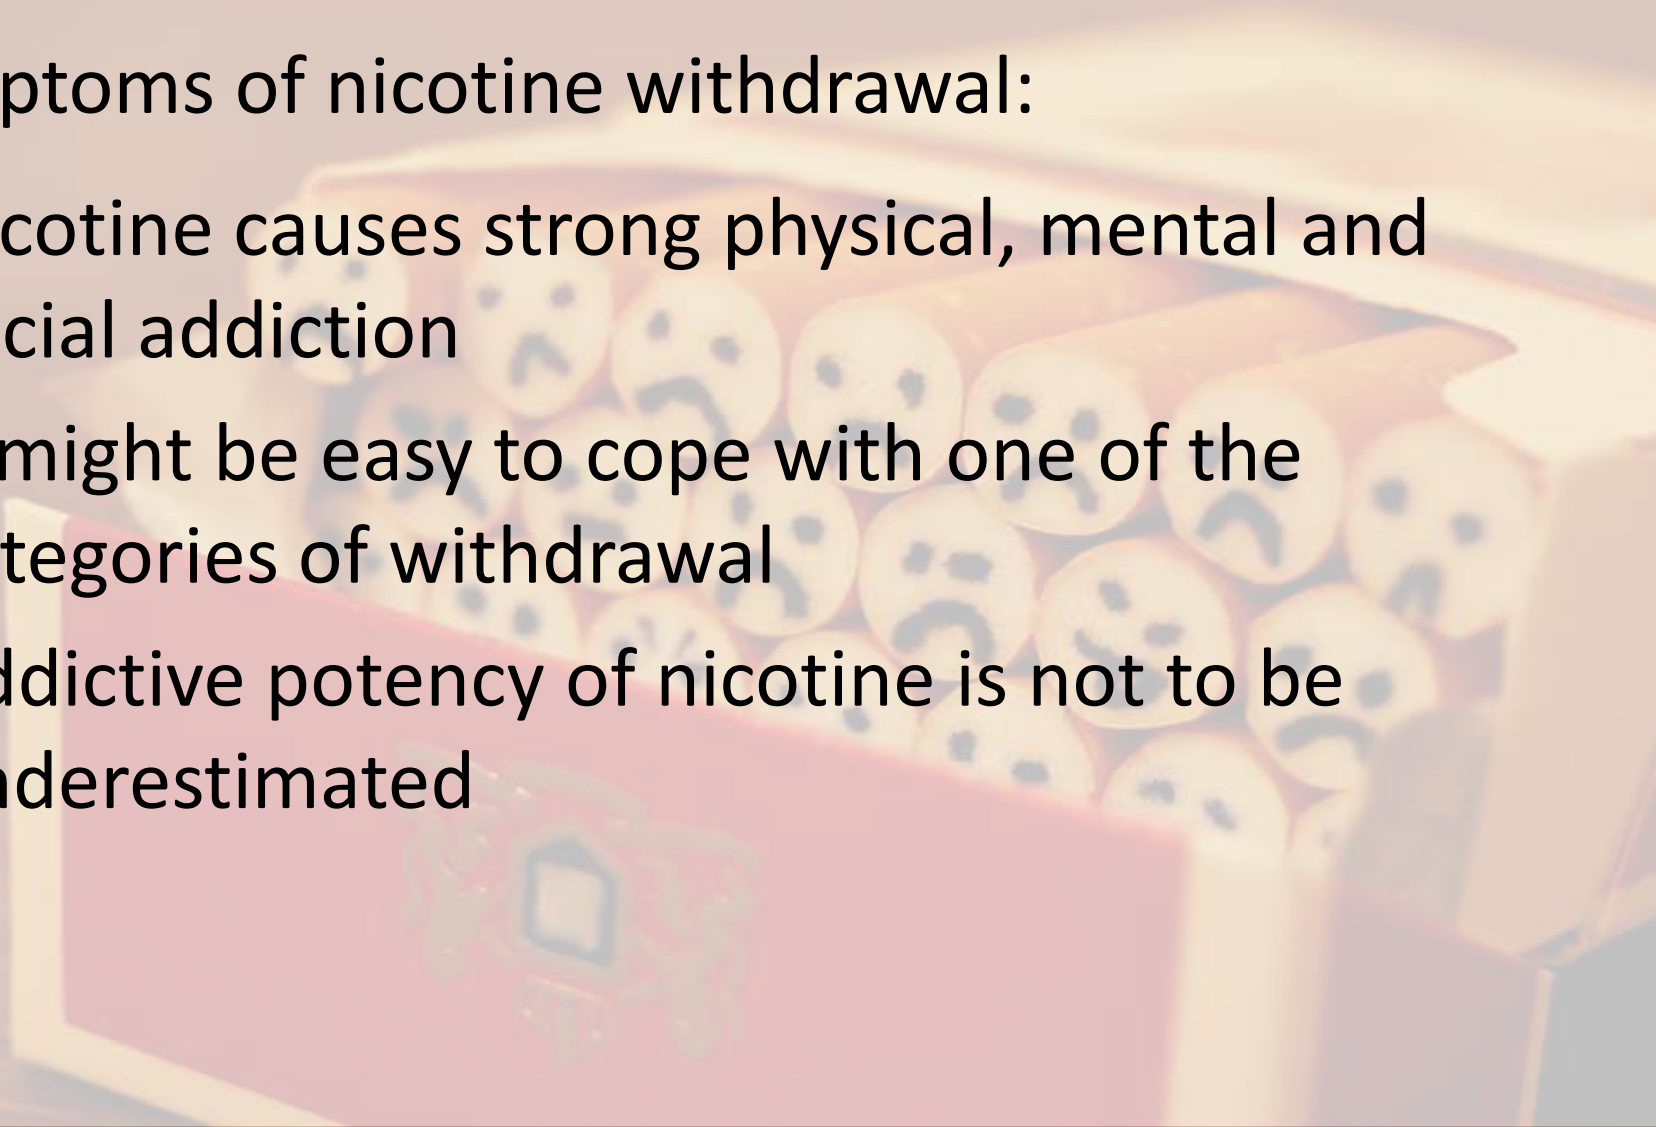 ptoms of nicotine withdrawal:
cotine causes strong physical, mental and
cial addiction
might be easy to cope with one of the
tegories of withdrawal
ddictive potency of nicotine is not to be
nderestimated